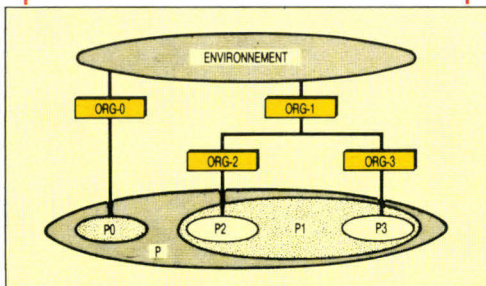 ENVIRONNEMENT
ORG-0
ORG-1
ORG-2
ORG-3
P0
P2
P1
P3
P